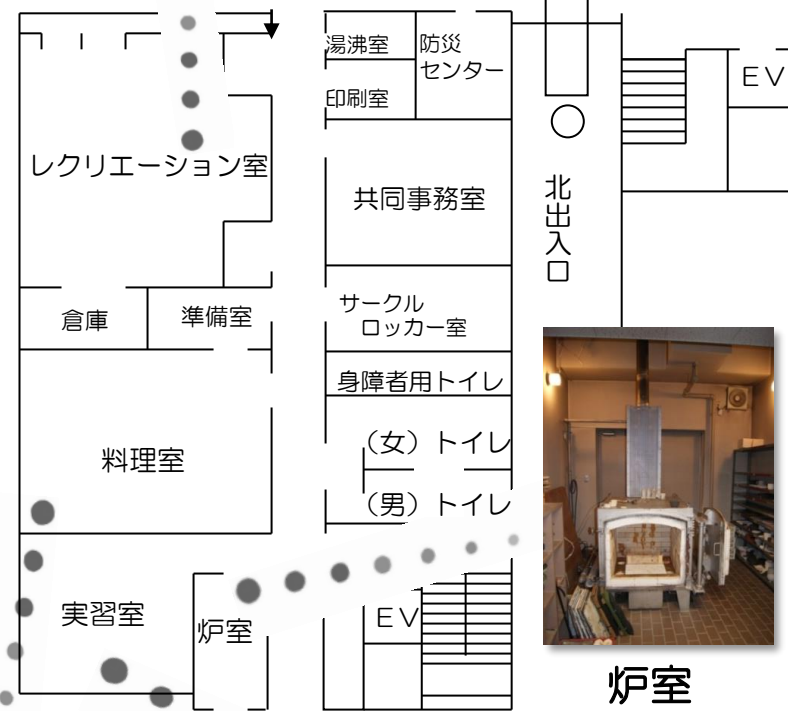 湯沸室
防災
センター
印刷室
EV
レクリエーション室
共同事務室
北出入口
倉庫
準備室
サークル
ロッカー室
身障者用トイレ
料理室
（女）トイレ
（男）トイレ
実習室
炉室
EV
炉室